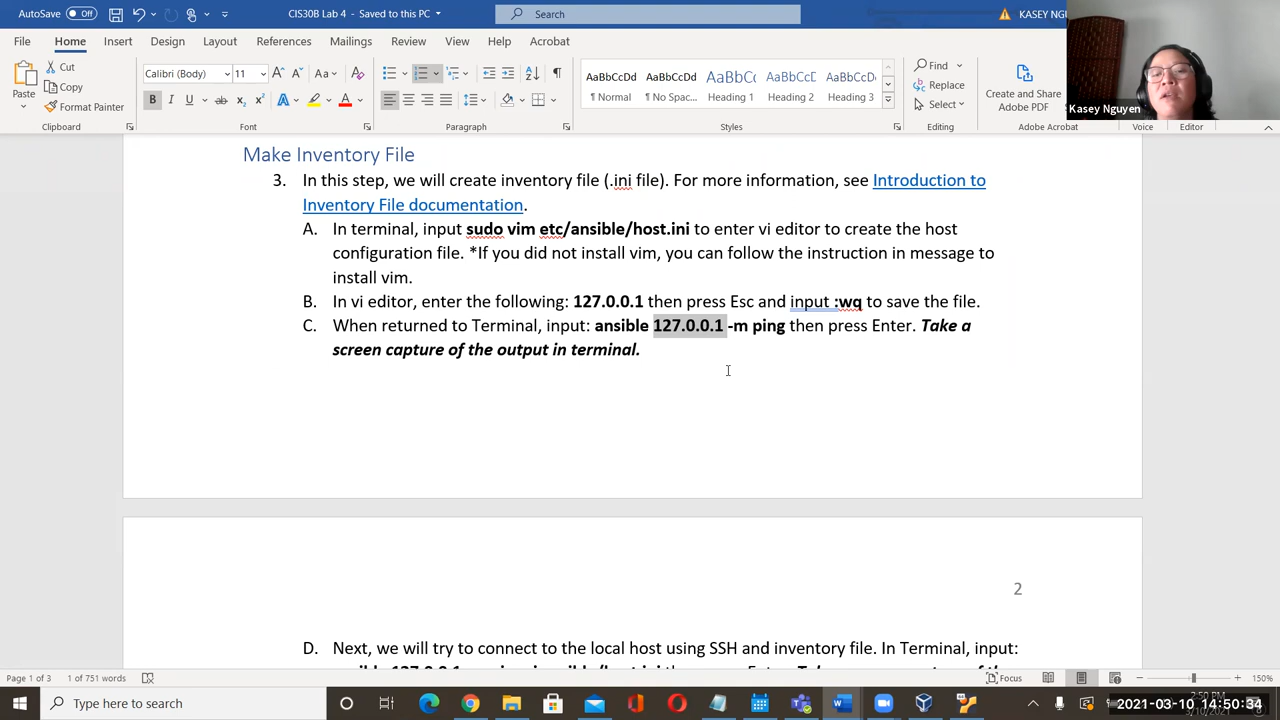 AutoSave Off CIS30B Lab 4 - Saved to this PC Search KASEY NGU
File Home Insert Design Layout References Mailings Review View Help Acrobat
Paste Cut Copy Format Painter
Calibri (Body) 11
AaBbCcDd AaBbCcDd AaBbC AaBbCcD AaBbCcD
¶ Normal ¶ No Spac... Heading 1 Heading 2 Heading 3
Find Replace Select
Create and Share Adobe PDF
Kasey Nguyen
Clipboard Font Paragraph Styles Editing Adobe Acrobat Voice Editor
Make Inventory File
3. In this step, we will create inventory file (.ini file). For more information, see Introduction to
Inventory File documentation.
A. In terminal, input sudo vim etc/ansible/host.ini to enter vi editor to create the host
configuration file. *If you did not install vim, you can follow the instruction in message to
install vim.
B. In vi editor, enter the following: 127.0.0.1 then press Esc and input :wq to save the file.
C. When returned to Terminal, input: ansible 127.0.0.1 -m ping then press Enter. Take a
screen capture of the output in terminal.
2
D. Next, we will try to connect to the local host using SSH and inventory file. In Terminal, input:
Page 1 of 3 1 of 751 words Focus 150%
Type here to search
2021-03-10 14:50:34